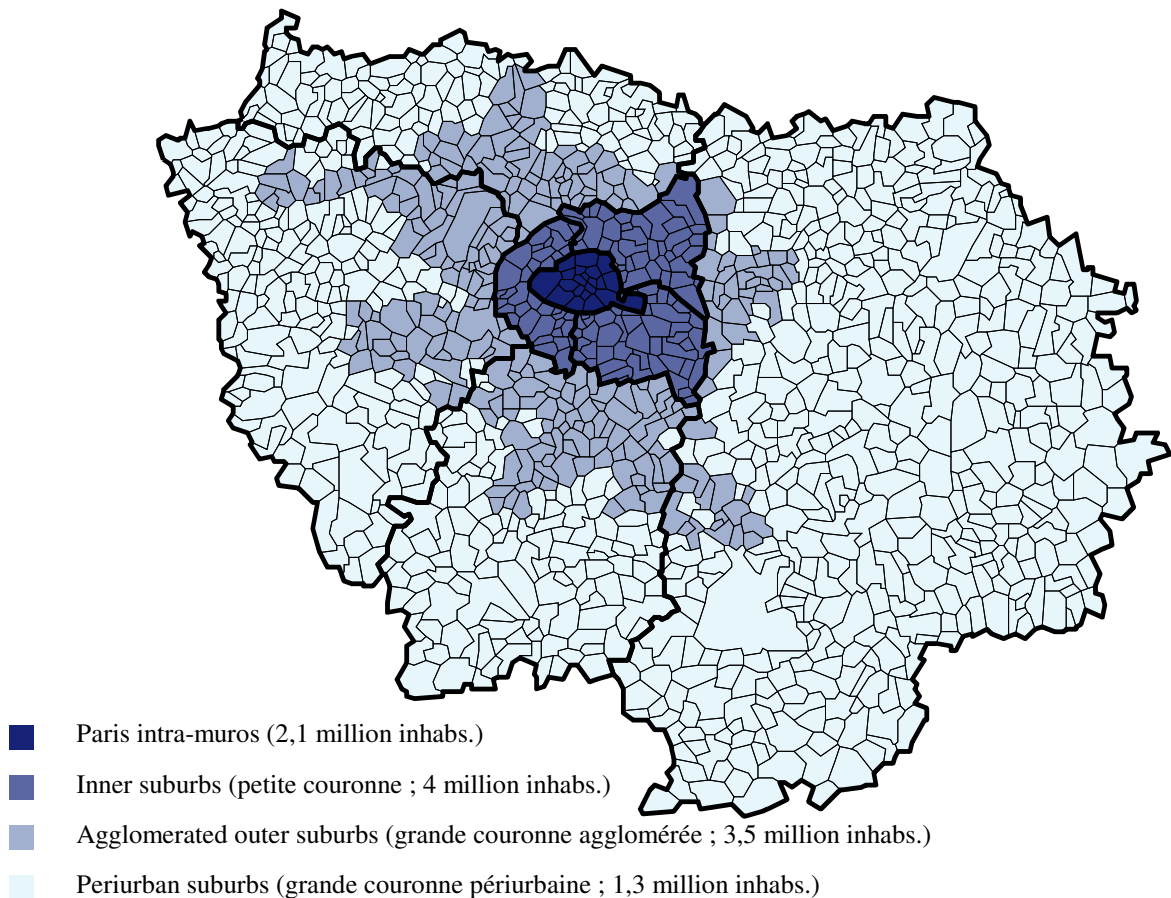 Paris intra-muros (2,1 million inhabs.)
Inner suburbs (petite couronne ; 4 million inhabs.)
Agglomerated outer suburbs (grande couronne agglomérée ; 3,5 million inhabs.)
Periurban suburbs (grande couronne périurbaine ; 1,3 million inhabs.)